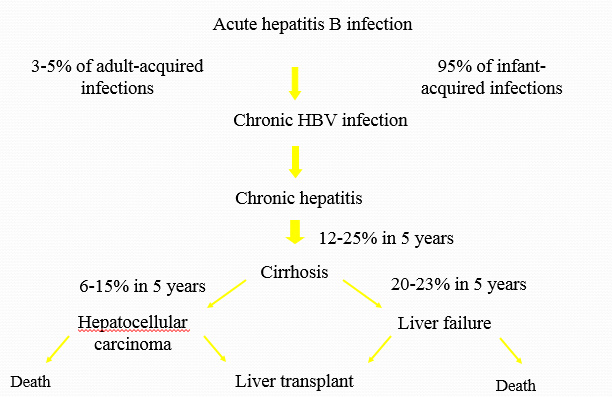 Acute hepatitis B infection
3-5% of adult-acquired
infections
95% of infant-
acquired infections
Chronic HBV infection
Chronic hepatitis
12-25% in 5 years
Cirrhosis
6-15% in 5 years
20-23% in 5 years
Hepatocellular
carcinoma
Liver failure
Death
Liver transplant
Death